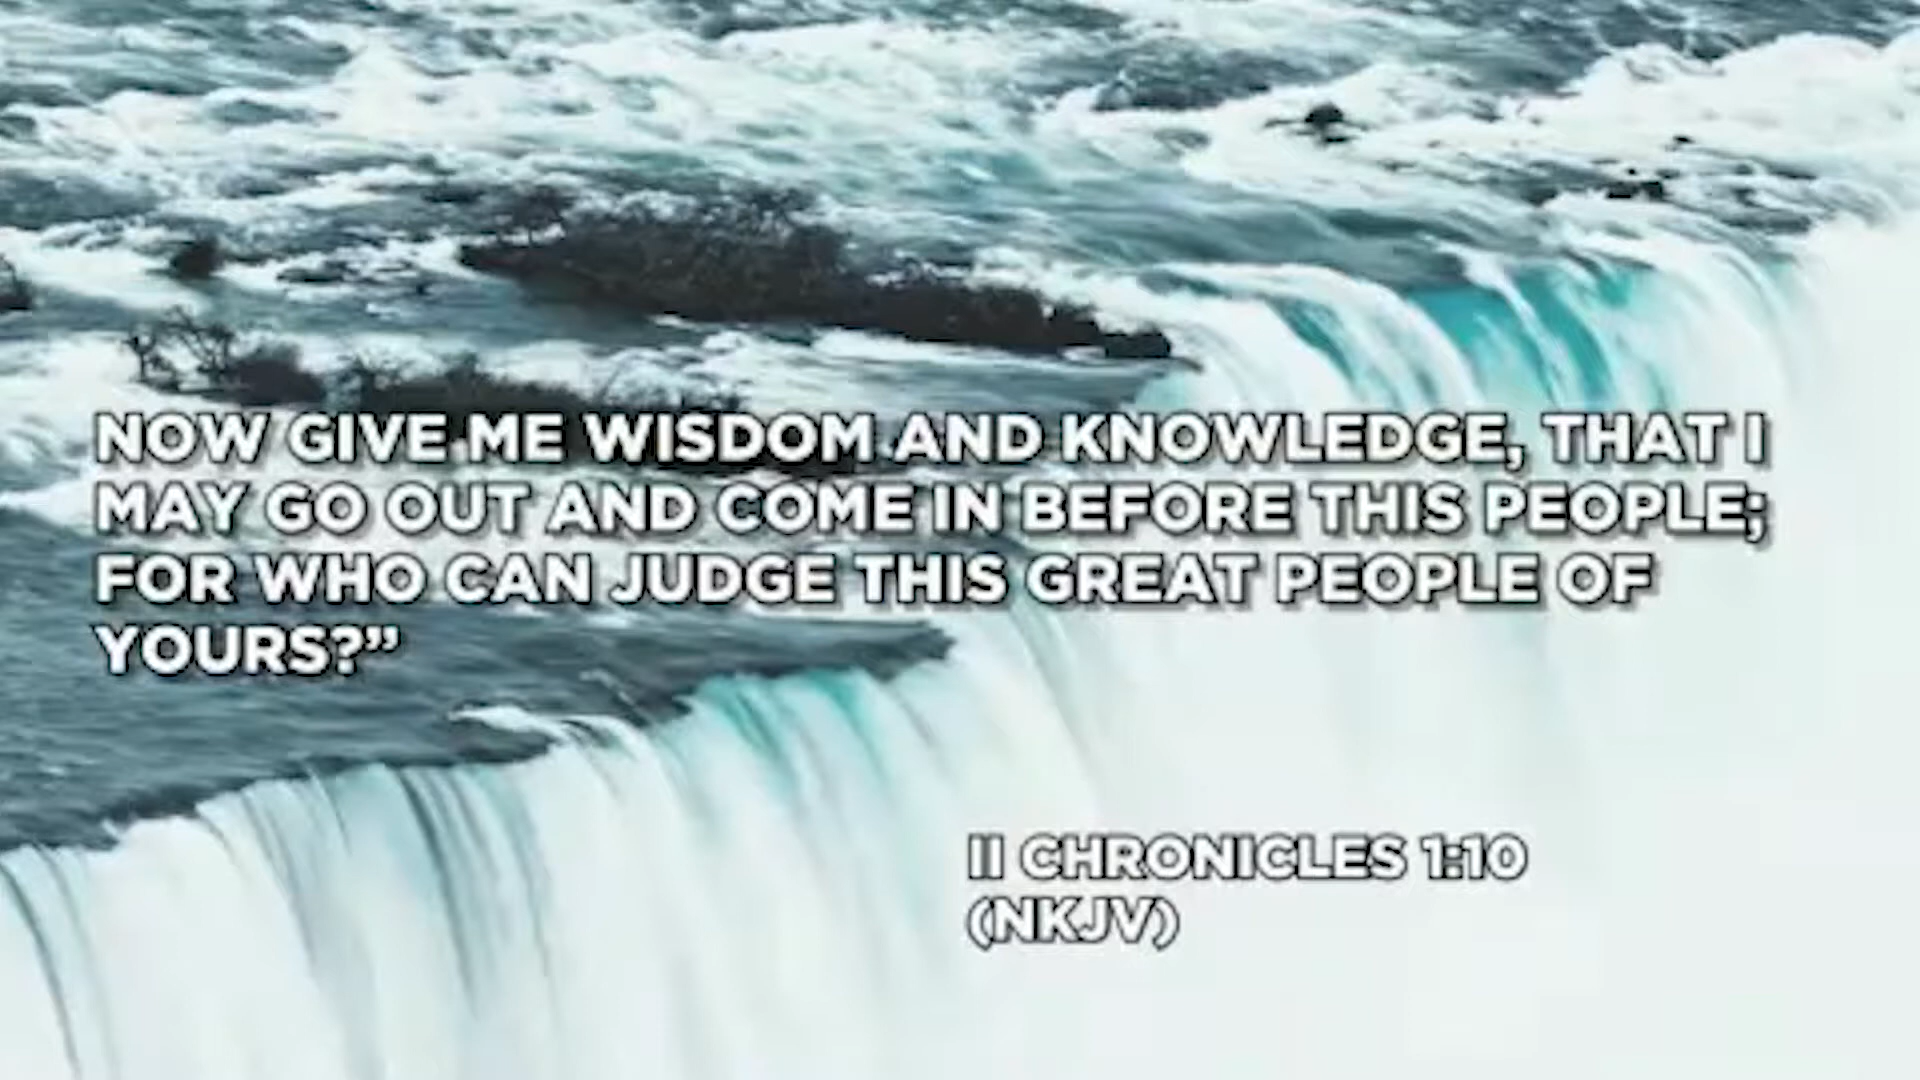 NOW GIVE ME WISDOM AND KNOWLEDGE, THAT I
MAY GO OUT AND COME IN BEFORE THIS PEOPLE;
FOR WHO CAN JUDGE THIS GREAT PEOPLE OF
YOURS?”
II CHRONICLES 1:10
(NKJV)